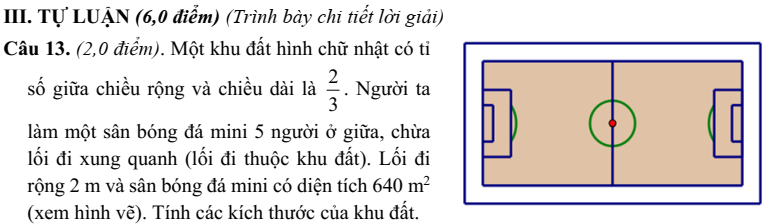 III. TỰ LUẬN (6,0 điểm) (Trình bày chi tiết lời giải)
Câu 13. (2,0 điểm). Một khu đất hình chữ nhật có tỉ
số giữa chiều rộng và chiều dài là 2/3. Người ta
làm một sân bóng đá mini 5 người ở giữa, chừa
lối đi xung quanh (lối đi thuộc khu đất). Lối đi
rộng 2 m và sân bóng đá mini có diện tích 640 m²
(xem hình vẽ). Tính các kích thước của khu đất.